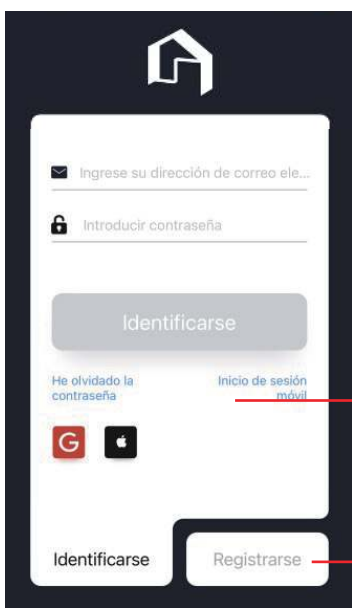 Ingrese su dirección de correo ele...
Introducir contraseña
Identificarse
He olvidado la
contraseña
Inicio de sesión
móvil
G
Identificarse
Registrarse